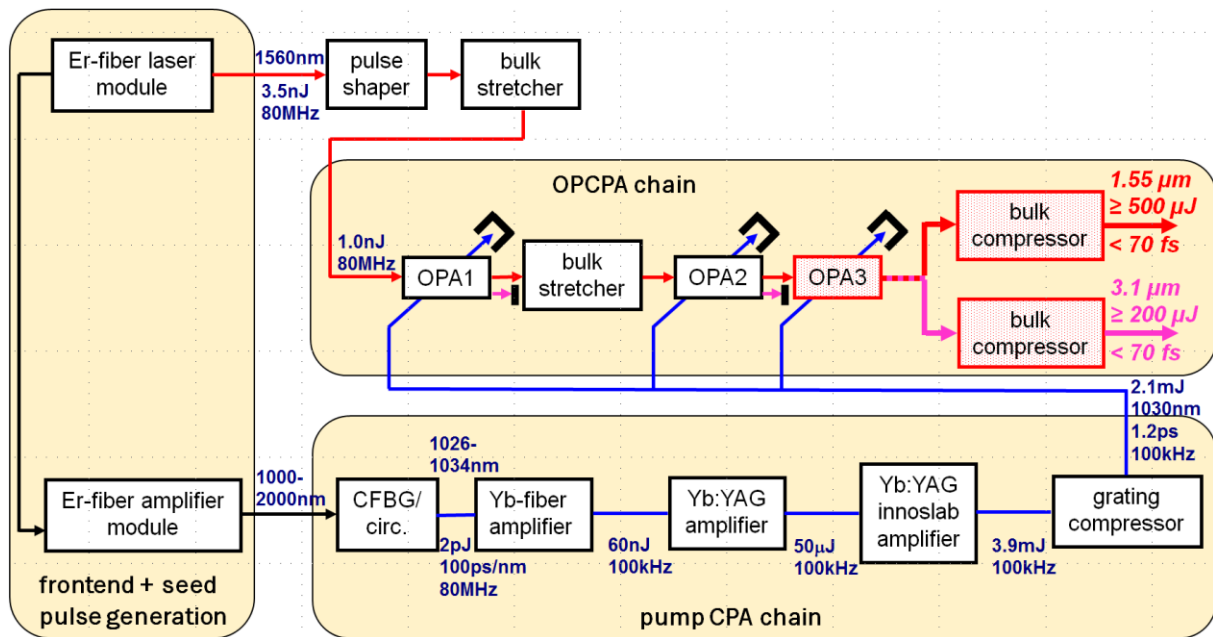 Er-fiber laser
module
1560nm
3.5nJ
80MHz
pulse
shaper
bulk
stretcher
OPCPA chain
1.0nJ
80MHz
OPA1
bulk
stretcher
OPA2
OPA3
bulk
compressor
1.55 µm
≥ 500 µJ
< 70 fs
bulk
compressor
3.1 µm
≥ 200 µJ
< 70 fs
2.1mJ
1030nm
1.2ps
100kHz
Er-fiber amplifier
module
1000-
2000nm
CFBG/
circ.
1026-
1034nm
2pJ
100ps/nm
80MHz
Yb-fiber
amplifier
60nJ
100kHz
Yb:YAG
amplifier
50µJ
100kHz
Yb:YAG
innoslab
amplifier
3.9mJ
100kHz
grating
compressor
frontend + seed
pulse generation
pump CPA chain